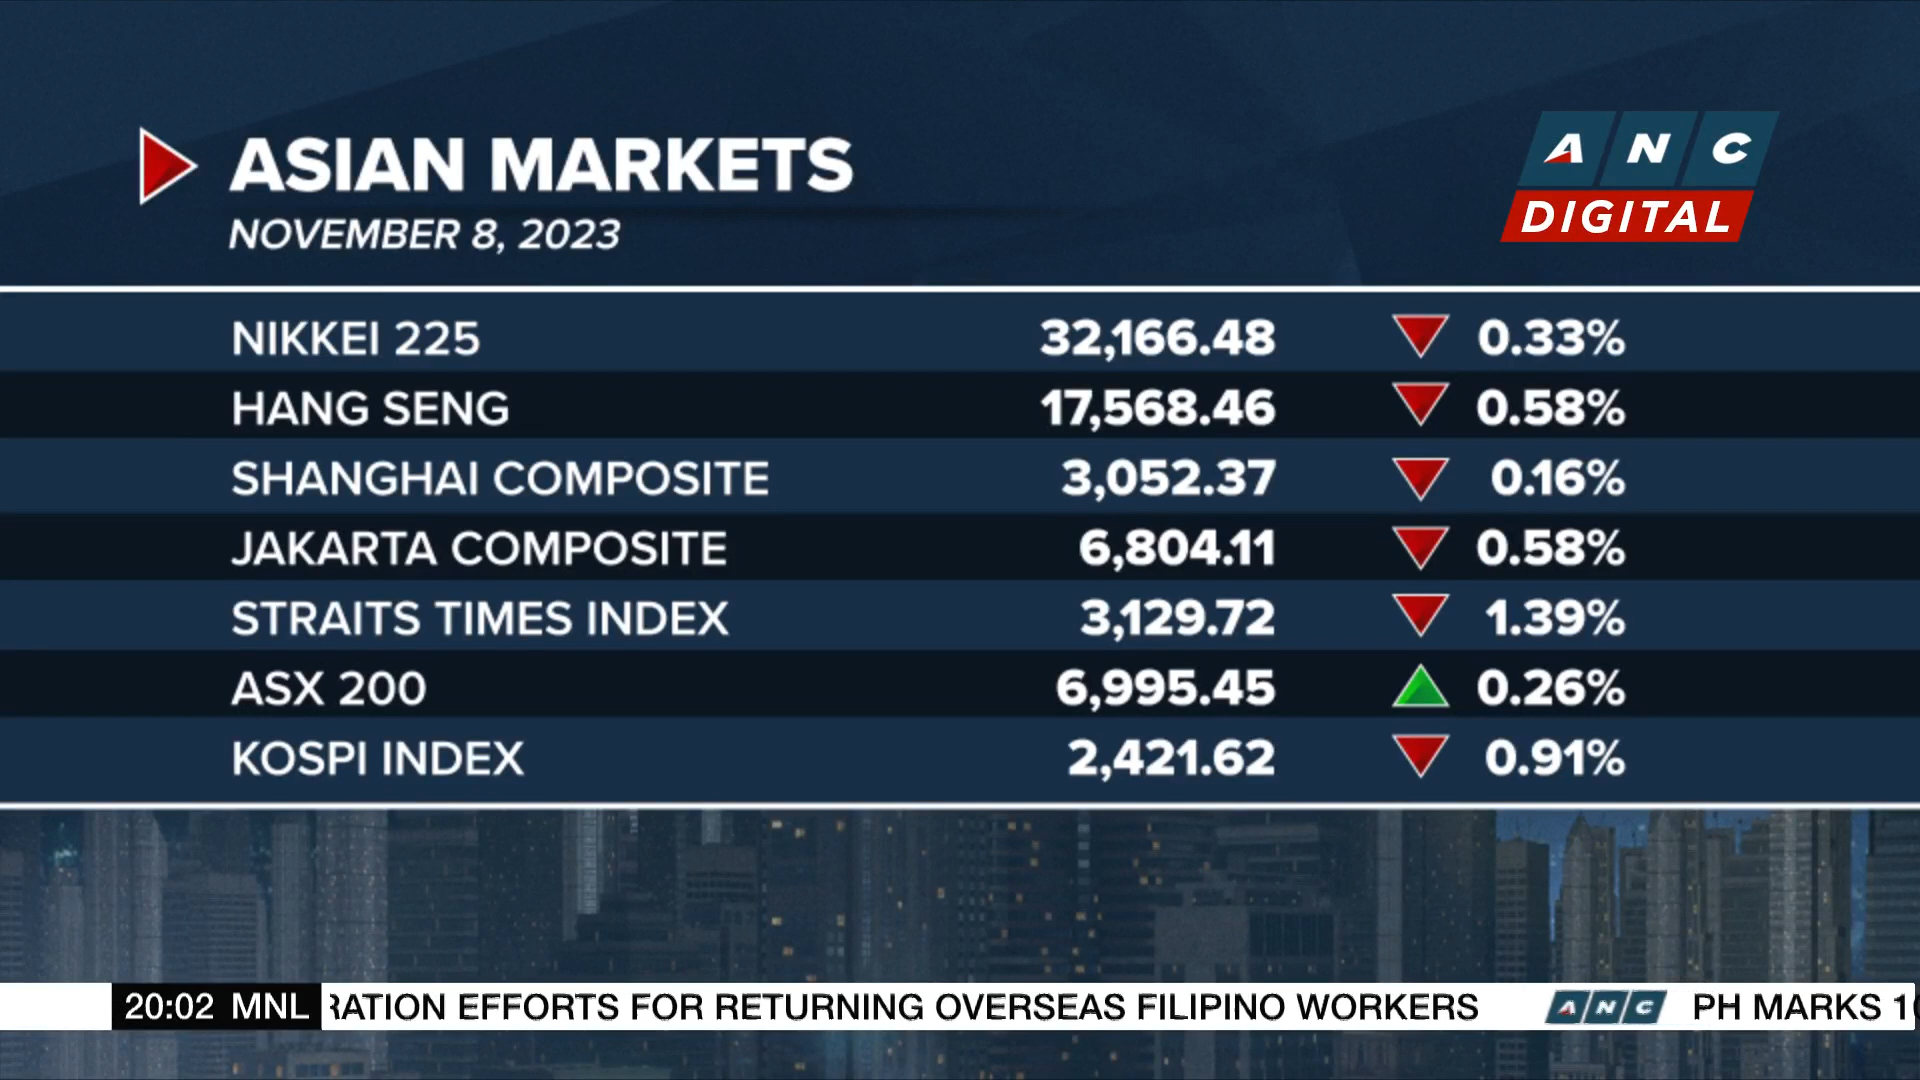 ASIAN MARKETS
NOVEMBER 8, 2023
ANC
DIGITAL
NIKKEI 225 32,166.48 0.33%
HANG SENG 17,568.46 0.58%
SHANGHAI COMPOSITE 3,052.37 0.16%
JAKARTA COMPOSITE 6,804.11 0.58%
STRAITS TIMES INDEX 3,129.72 1.39%
ASX 200 6,995.45 0.26%
KOSPI INDEX 2,421.62 0.91%
20:02 MNL EFFORTS FOR RETURNING OVERSEAS FILIPINO WORKERS ANC PH MARKS